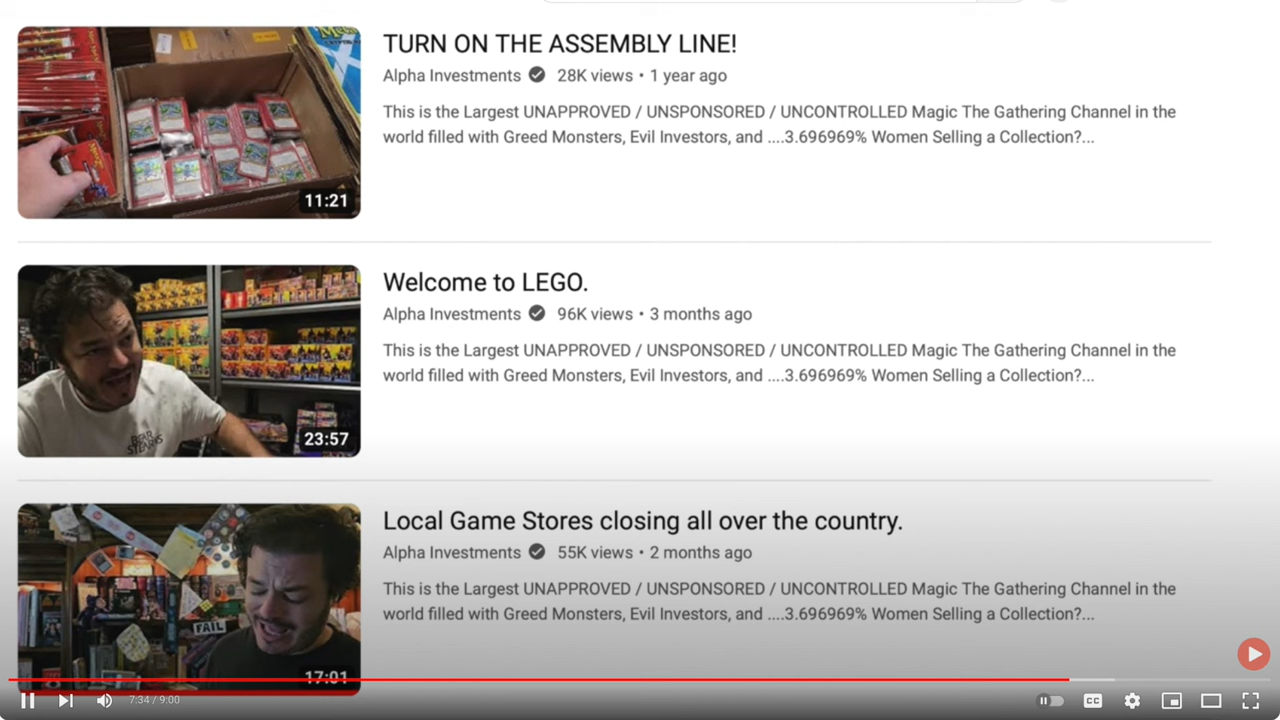 TURN ON THE ASSEMBLY LINE!
Alpha Investments 28K views • 1 year ago
This is the Largest UNAPPROVED / UNSPONSORED / UNCONTROLLED Magic The Gathering Channel in the
world filled with Greed Monsters, Evil Investors, and ....3.696969% Women Selling a Collection?...
11:21
Welcome to LEGO.
Alpha Investments 96K views • 3 months ago
This is the Largest UNAPPROVED / UNSPONSORED / UNCONTROLLED Magic The Gathering Channel in the
world filled with Greed Monsters, Evil Investors, and ....3.696969% Women Selling a Collection?...
BEAR
STEARNS
23:57
Local Game Stores closing all over the country.
Alpha Investments 55K views • 2 months ago
This is the Largest UNAPPROVED / UNSPONSORED / UNCONTROLLED Magic The Gathering Channel in the
world filled with Greed Monsters, Evil Investors, and ....3.696969% Women Selling a Collection?...
FAIL
17:01
7:34 / 9:00
CC